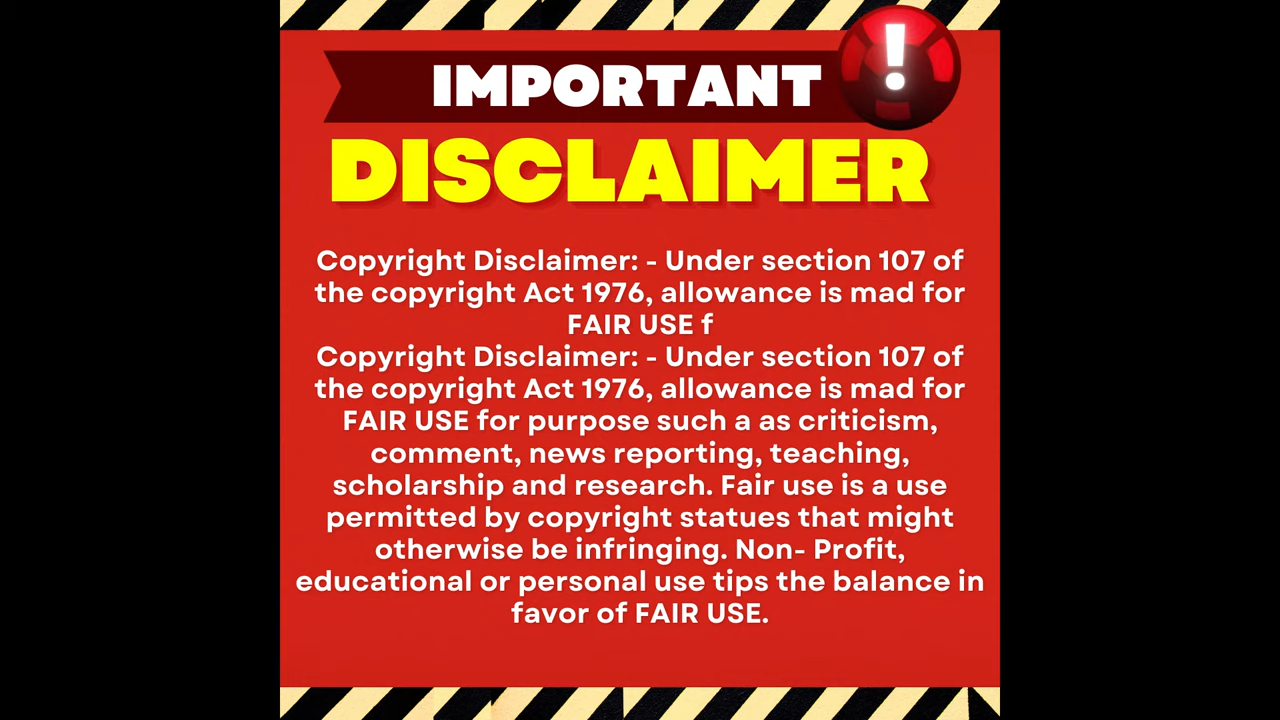 IMPORTANT
DISCLAIMER
Copyright Disclaimer: - Under section 107 of
the copyright Act 1976, allowance is mad for
FAIR USE f
Copyright Disclaimer: - Under section 107 of
the copyright Act 1976, allowance is mad for
FAIR USE for purpose such a as criticism,
comment, news reporting, teaching,
scholarship and research. Fair use is a use
permitted by copyright statues that might
otherwise be infringing. Non- Profit,
educational or personal use tips the balance in
favor of FAIR USE.